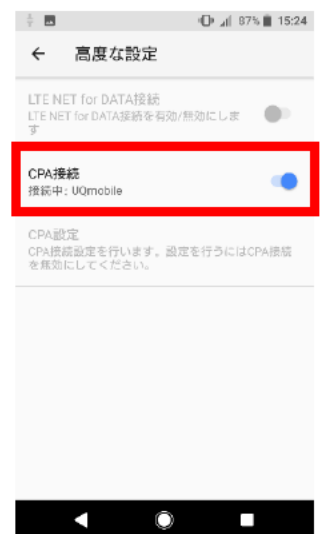 87% 15:24
← 高度な設定
LTE NET for DATA接続
LTE NET for DATA接続を有効/無効にしま
す
CPA接続
接続中: UQmobile
CPA設定
CPA接続設定を行います。設定を行うにはCPA接続
を無効にしてください。